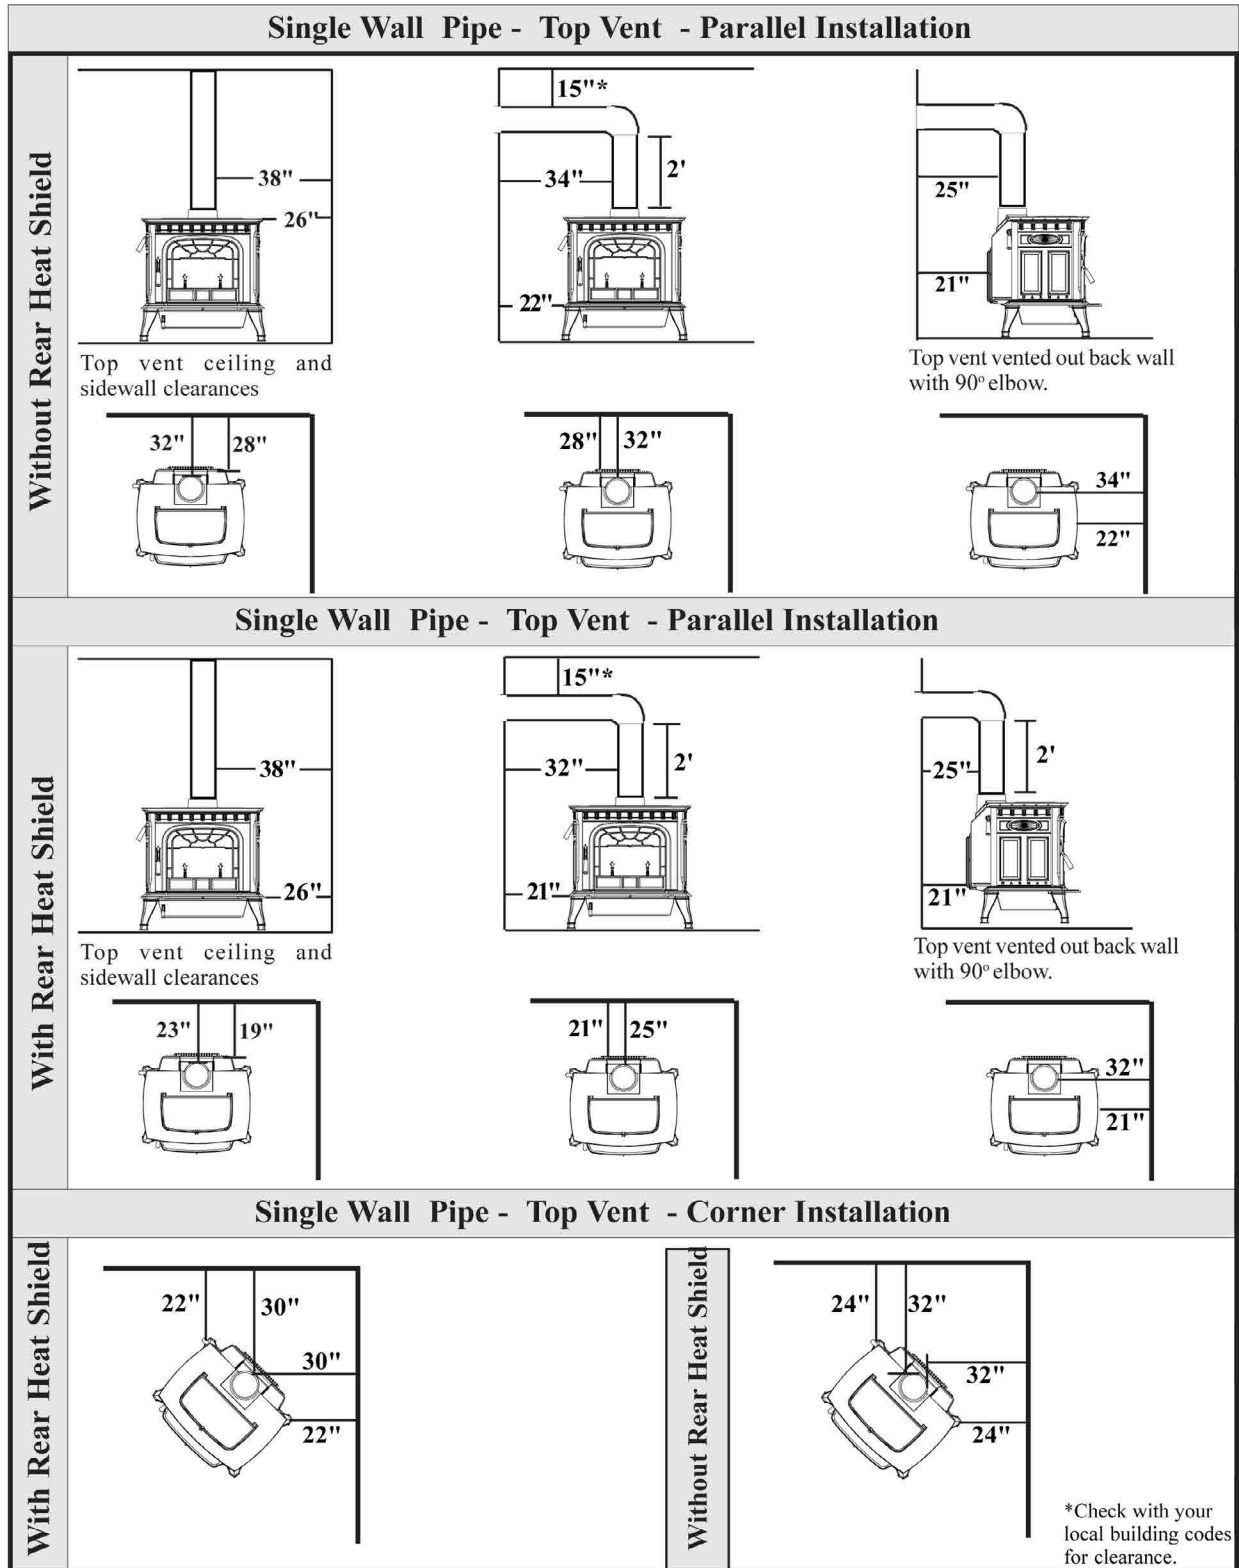 Single Wall Pipe - Top Vent - Parallel Installation
Without Rear Heat Shield
38"
26"
Top vent ceiling and
sidewall clearances
15"*
2'
34"
22"
25"
21"
Top vent vented out back wall
with 90º elbow.
32" 28"
28" 32"
34"
22"
Single Wall Pipe - Top Vent - Parallel Installation
With Rear Heat Shield
38"
26"
Top vent ceiling and
sidewall clearances
15"*
2'
32"
21"
2'
25"
21"
Top vent vented out back wall
with 90º elbow.
23" 19"
21" 25"
32"
21"
Single Wall Pipe - Top Vent - Corner Installation
With Rear Heat Shield
22" 30"
30"
22"
Without Rear Heat Shield
24" 32"
32"
24"
*Check with your
local building codes
for clearance.